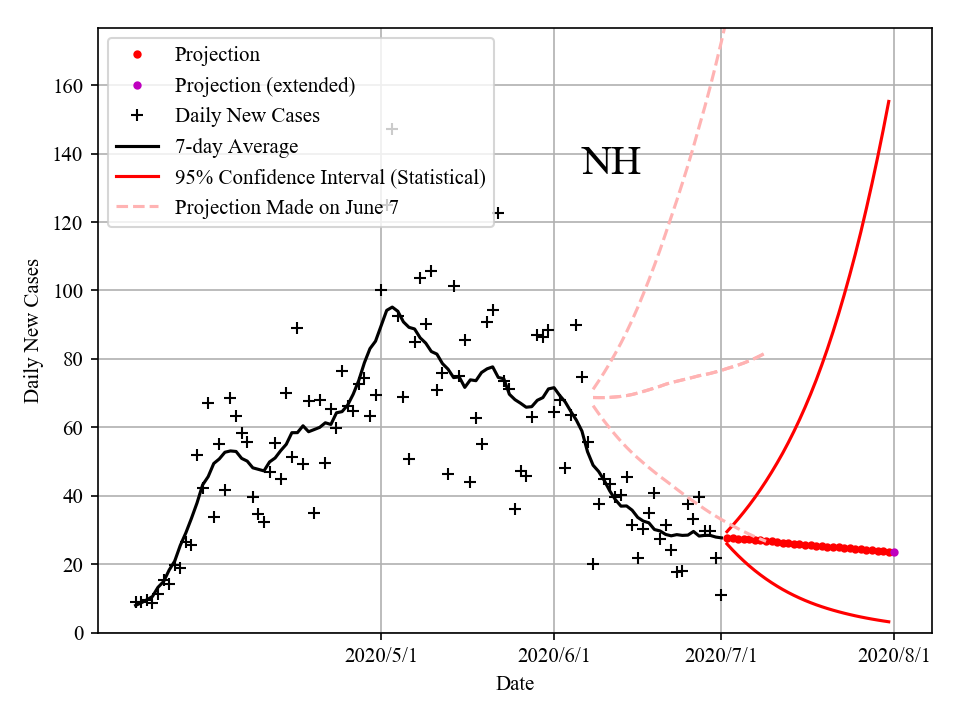 Projection
Projection (extended)
Daily New Cases
7-day Average
95% Confidence Interval (Statistical)
Projection Made on June 7
NH
160
140
120
100
80
60
40
20
0
Daily New Cases
2020/5/1 2020/6/1 2020/7/1 2020/8/1
Date